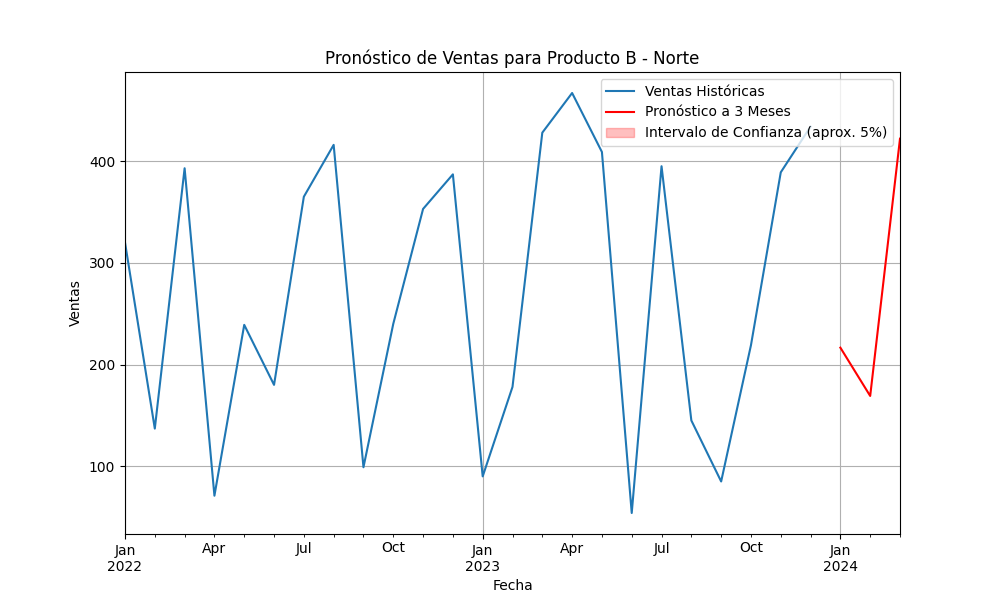 Pronóstico de Ventas para Producto B - Norte
Ventas Históricas
Pronóstico a 3 Meses
Intervalo de Confianza (aprox. 5%)
400
300
200
100
Ventas
Jan
2022
Apr
Jul
Oct
Jan
2023
Apr
Jul
Oct
Jan
2024
Fecha